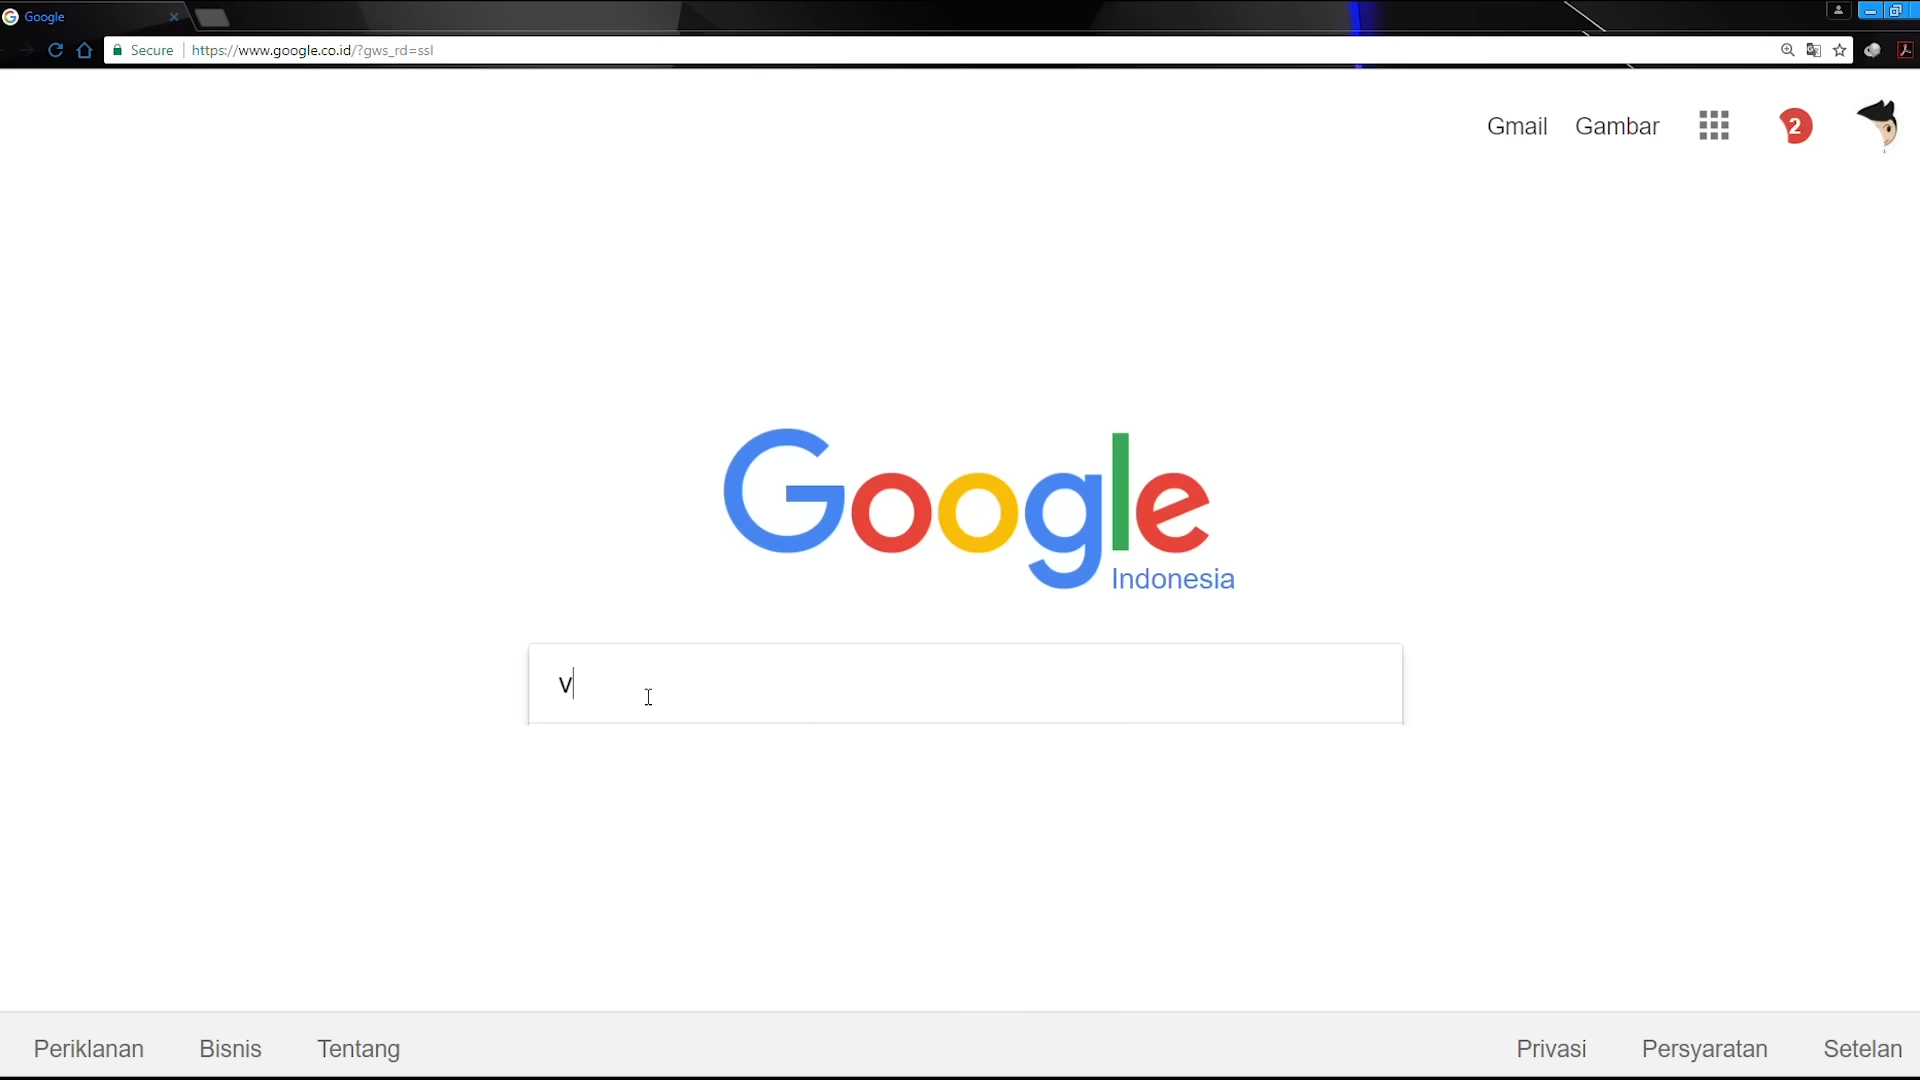 Google
Secure https://www.google.co.id/?gws_rd=ssl
Gmail Gambar 2
Google
Indonesia
V
Periklanan Bisnis Tentang Privasi Persyaratan Setelan